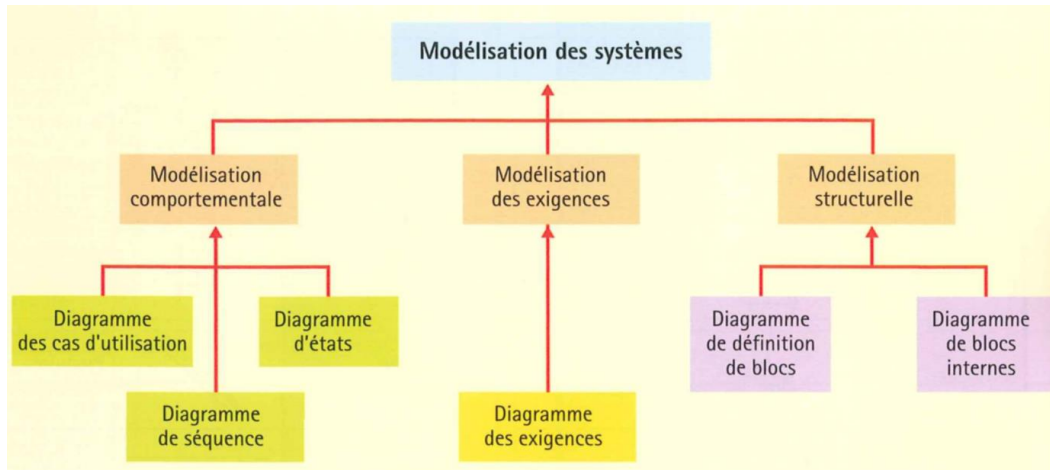 Modélisation des systèmes
Modélisation
comportementale
Modélisation
des exigences
Modélisation
structurelle
Diagramme
des cas d'utilisation
Diagramme
d'états
Diagramme
de séquence
Diagramme
des exigences
Diagramme
de définition
de blocs
Diagramme
de blocs
internes